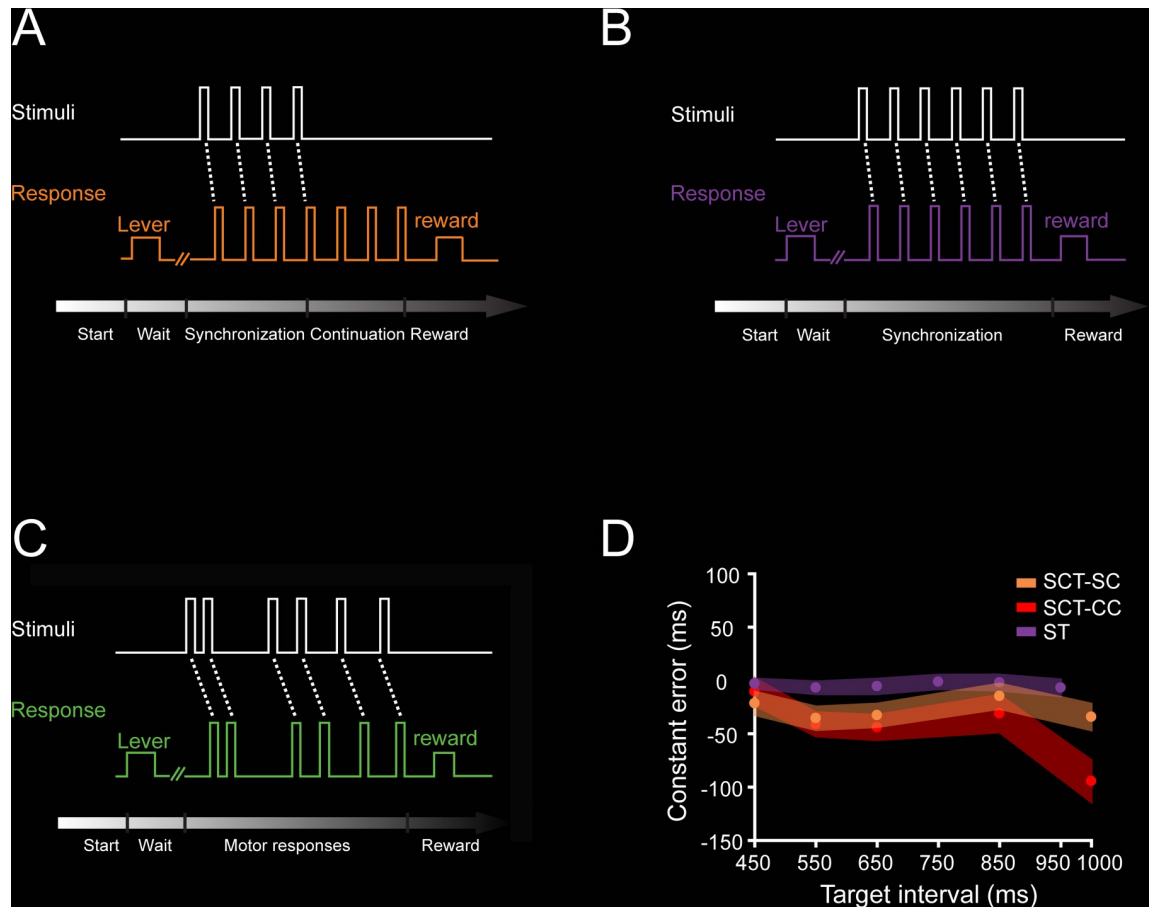 A
Stimuli
Response
Lever
reward
Start Wait Synchronization Continuation Reward
B
Stimuli
Response
Lever
reward
Start Wait Synchronization Reward
C
Stimuli
Response
Lever
reward
Start Wait Motor responses Reward
D
SCT-SC
SCT-CC
ST
Constant error (ms)
100
50
0
-50
-100
-150
450 550 650 750 850 950 1000
Target interval (ms)